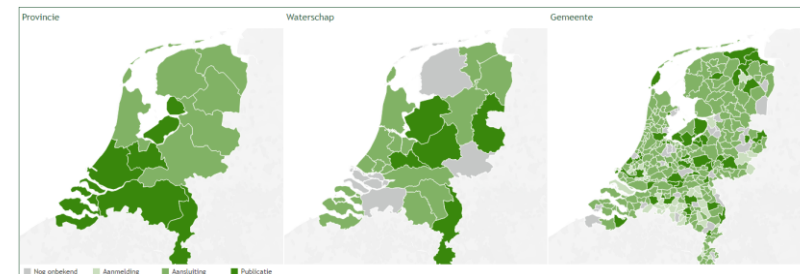 Provincie
Waterschap
Gemeente
Nog onbekend
Aanmelding
Aansluiting
Publicatie